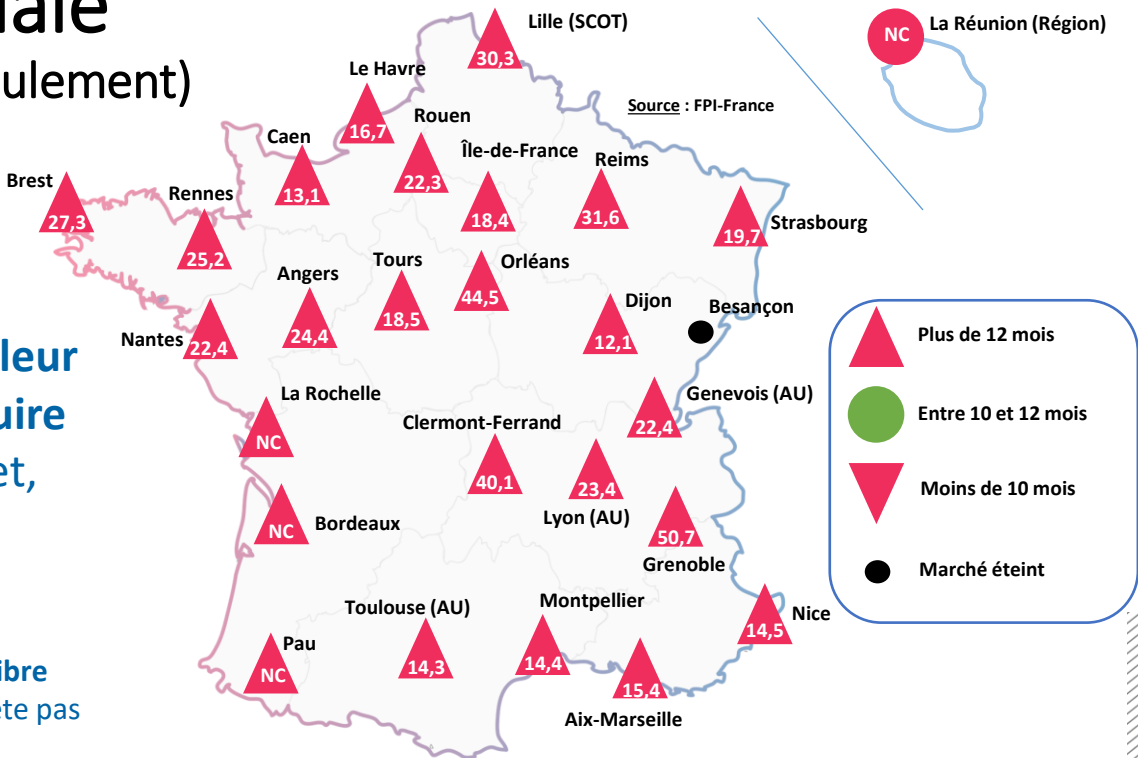 iale
oulement)
leur
uire
et,
ibre
ète pas
Lille (SCOT)
30,3
Le Havre
16,7
Rouen
22,3
Caen
13,1
Île-de-France
18,4
Reims
31,6
Source : FPI-France
NC
La Réunion (Région)
Brest
27,3
Rennes
25,2
Strasbourg
19,7
Angers
24,4
Tours
18,5
Orléans
44,5
Dijon
12,1
Besançon
Nantes
22,4
La Rochelle
NC
Clermont-Ferrand
40,1
Genevois (AU)
22,4
23,4
Lyon (AU)
NC
Bordeaux
50,7
Grenoble
Toulouse (AU)
14,3
Montpellier
14,4
Nice
14,5
Pau
NC
15,4
Aix-Marseille
Plus de 12 mois
Entre 10 et 12 mois
Moins de 10 mois
Marché éteint